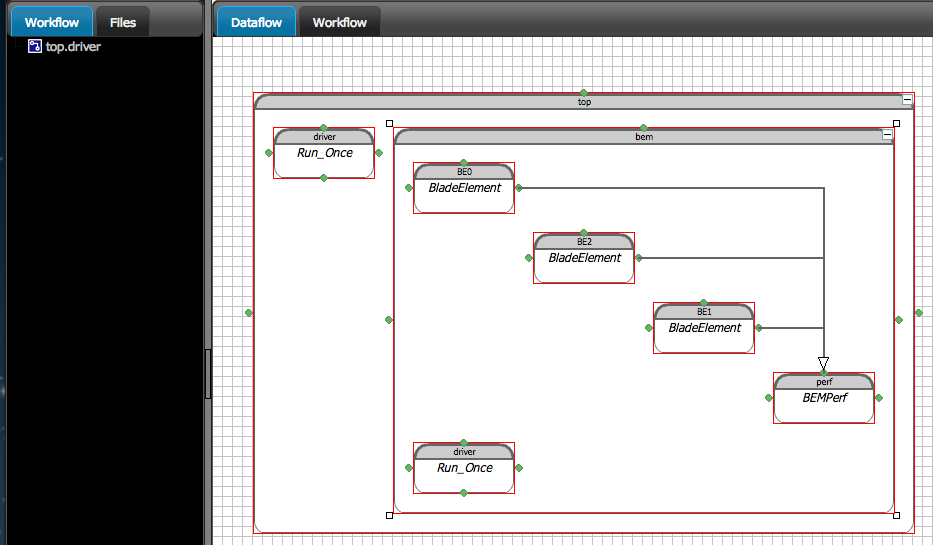 Workflow
Files
Dataflow
Workflow
top.driver
top
driver
Run_Once
bem
BE0
BladeElement
BE2
BladeElement
BE1
BladeElement
perf
BEMPerf
driver
Run_Once